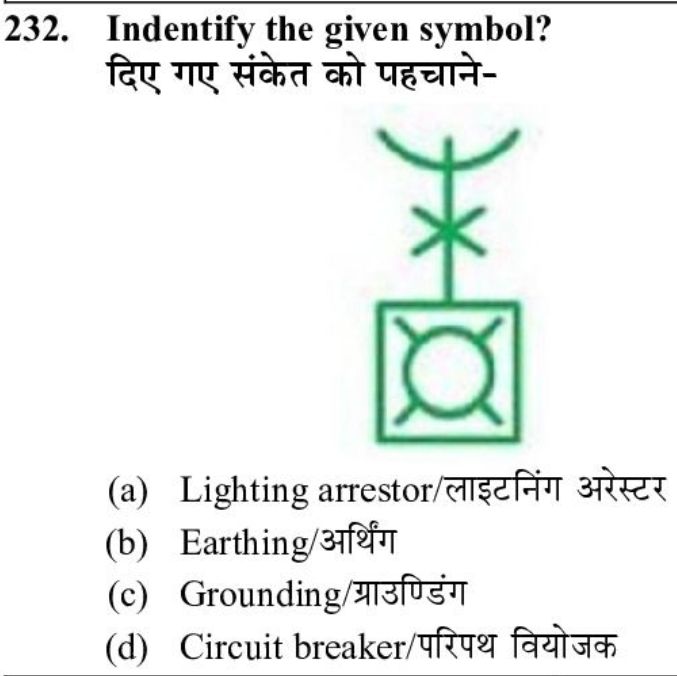 232. Indentify the given symbol?
दिए गए संकेत को पहचाने-
(a) Lighting arrestor/लाइटनिंग अरेस्टर
(b) Earthing/अर्थिंग
(c) Grounding/ग्राउण्डिंग
(d) Circuit breaker/परिपथ वियोजक